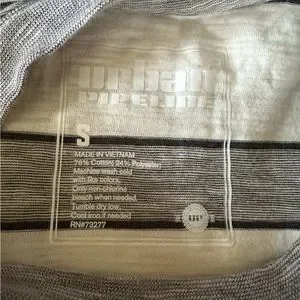 urban
PIPELINE
S
MADE IN VIETNAM
76% Cotton 24% Polyester
Machine wash cold
with like colors.
Only non-chlorine
bleach when needed.
Tumble dry low.
Cool iron if needed
RN#73277
UP